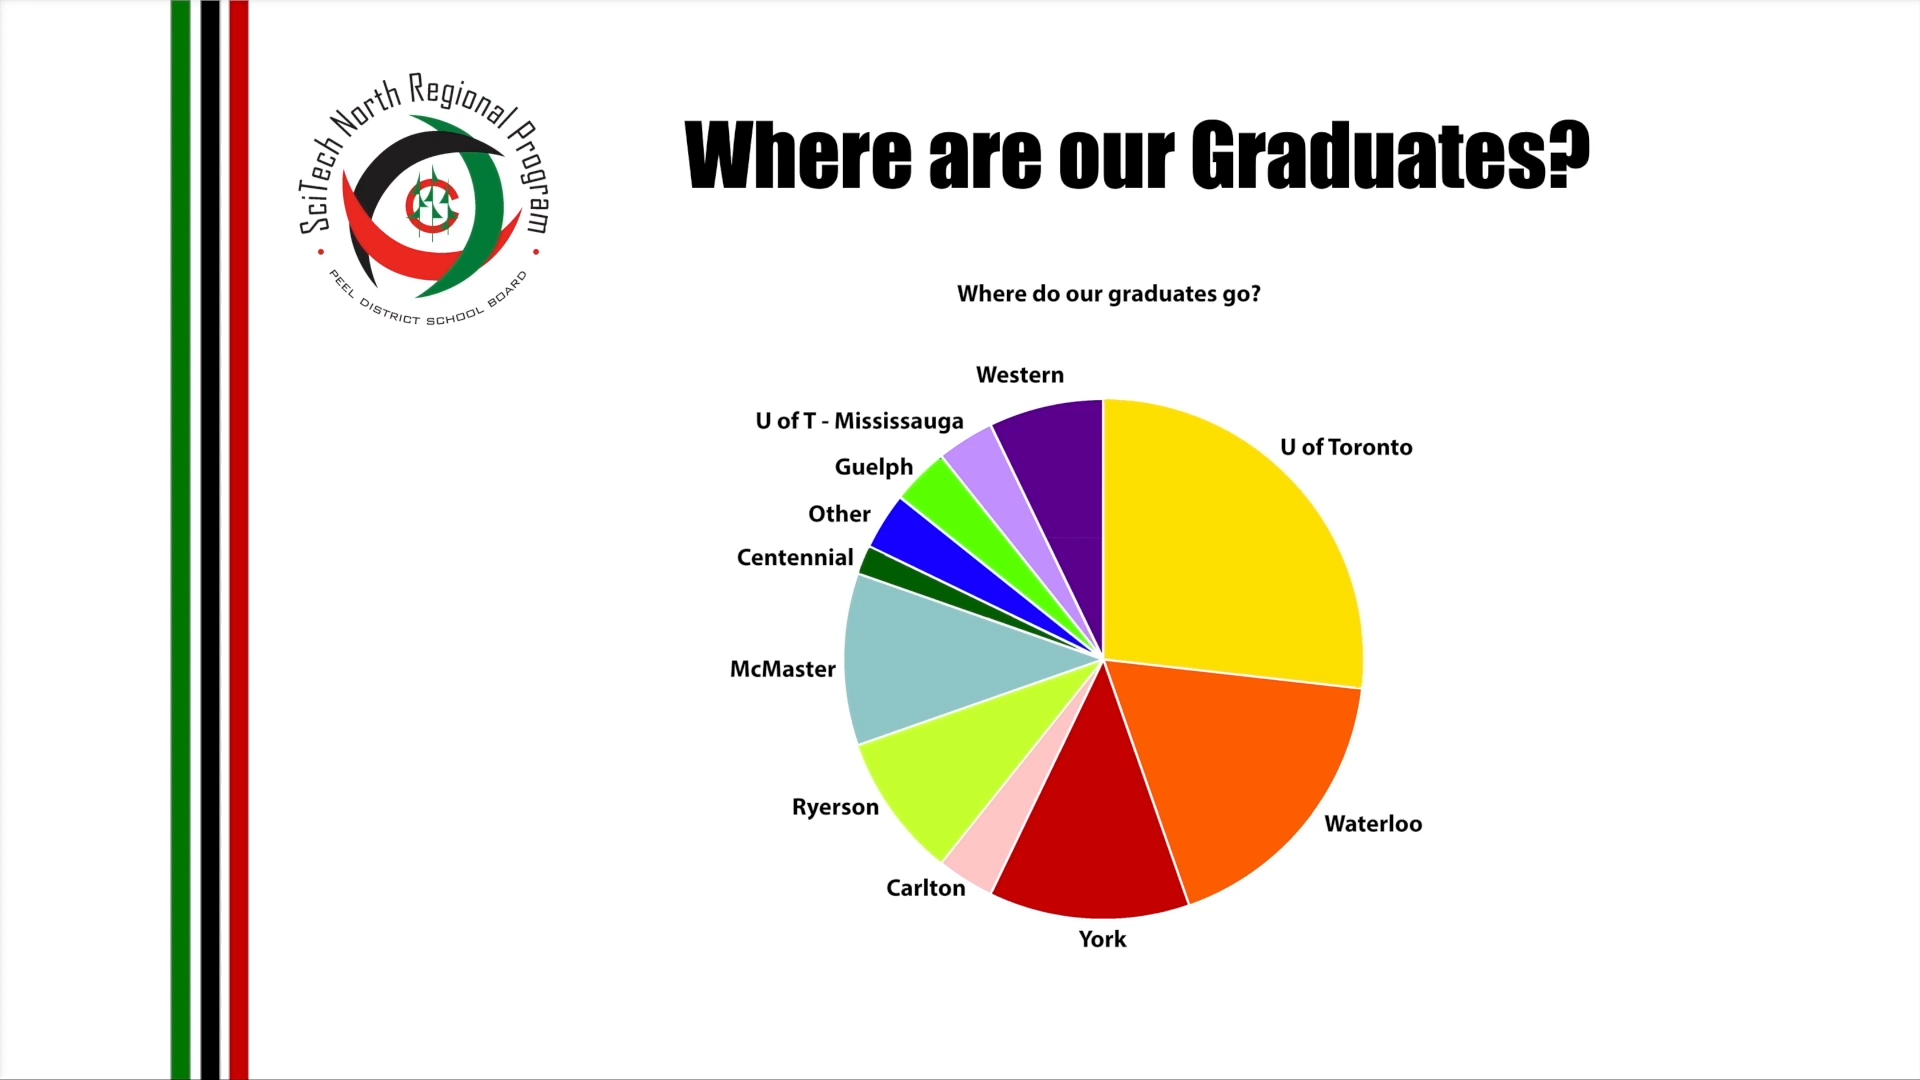 SciTech North Regional Program
PEEL DISTRICT SCHOOL BOARD
Where are our Graduates?
Where do our graduates go?
Western
U of T - Mississauga
U of Toronto
Guelph
Other
Centennial
McMaster
Ryerson
Waterloo
Carlton
York